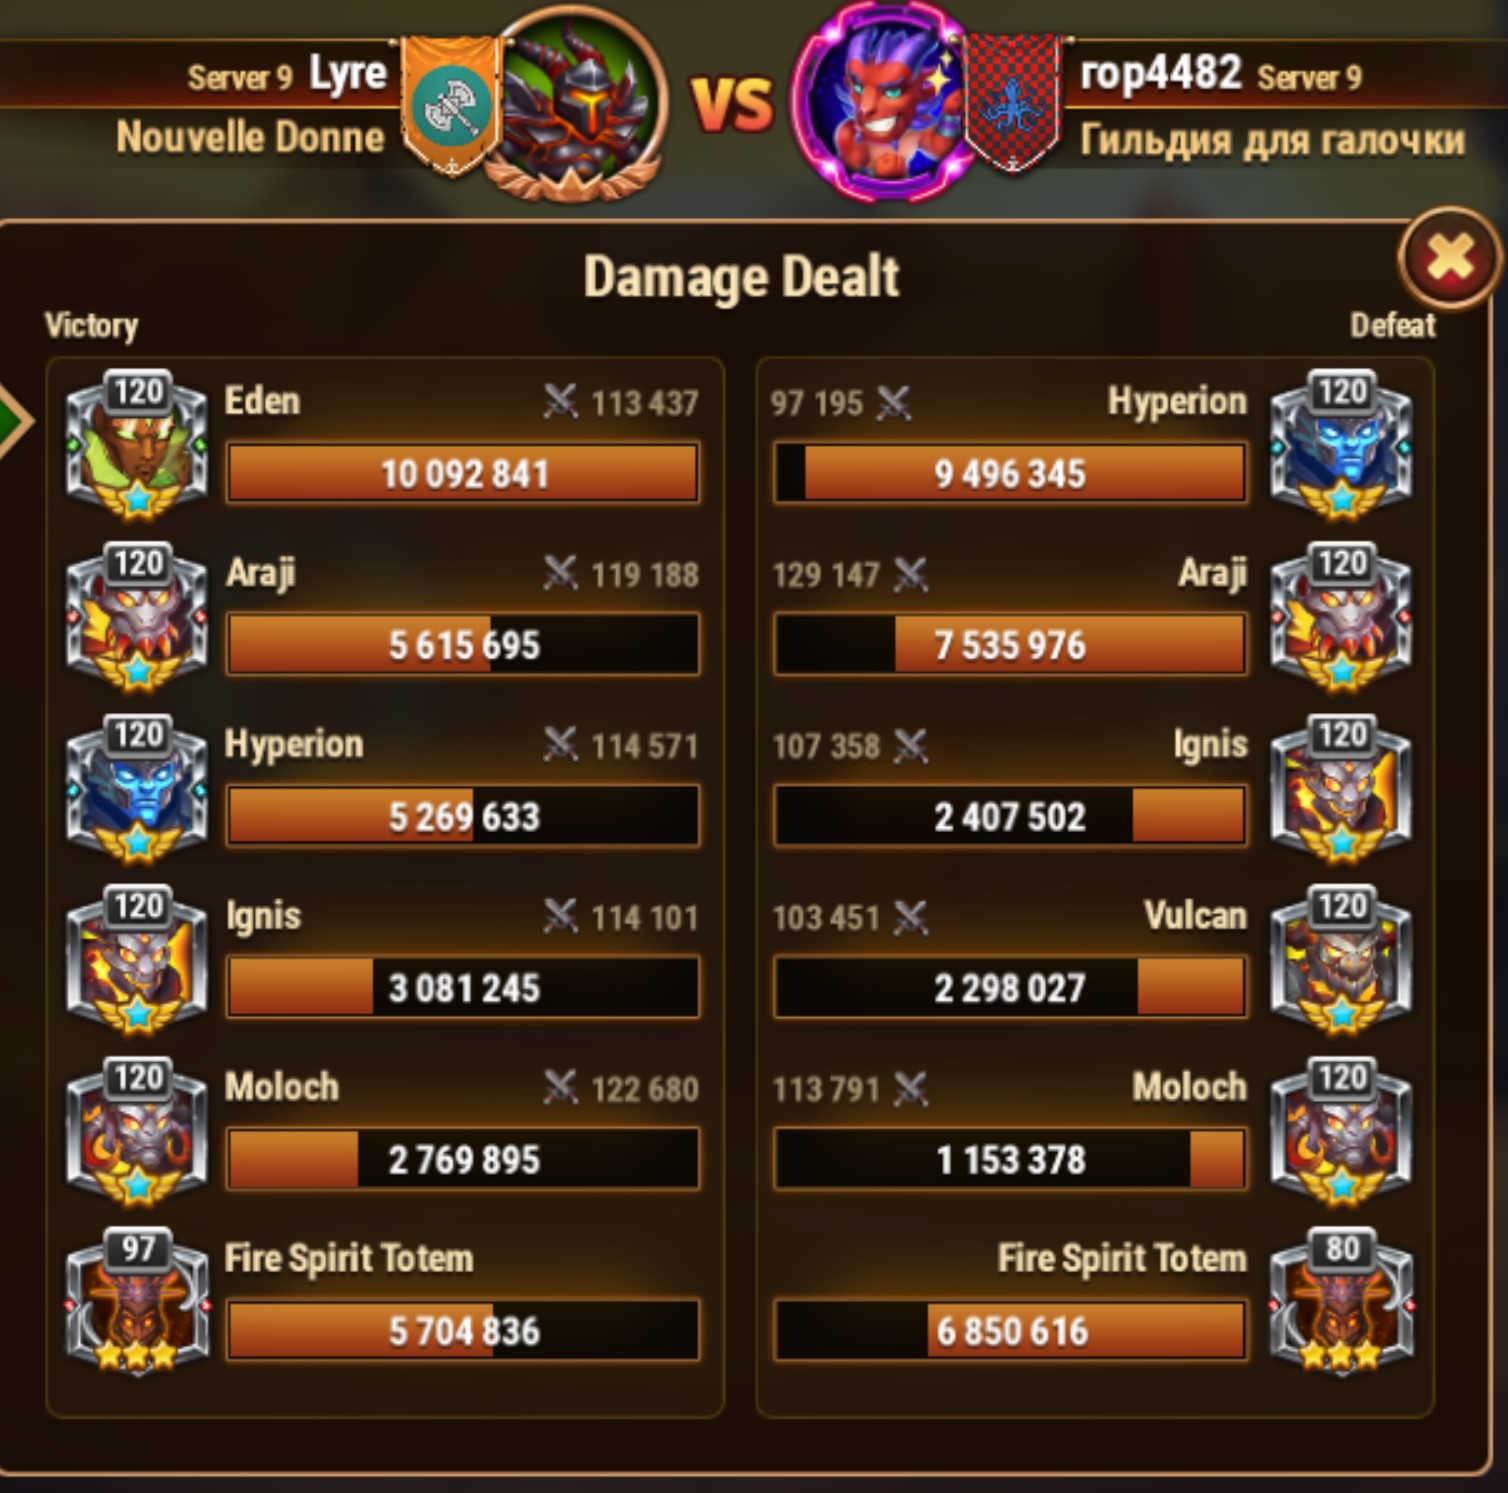 Server 9 Lyre
Nouvelle Donne
VS
гор4482 Server 9
Гильдия для галочки
Damage Dealt
Victory
Defeat
120 Eden 113 437
10 092 841
97 195 Hyperion 120
9 496 345
120 Araji 119 188
5 615 695
129 147 Araji 120
7 535 976
120 Hyperion 114 571
5 269 633
107 358 Ignis 120
2 407 502
120 Ignis 114 101
3 081 245
103 451 Vulcan 120
2 298 027
120 Moloch 122 680
2 769 895
113 791 Moloch 120
1 153 378
97 Fire Spirit Totem
5 704 836
Fire Spirit Totem 80
6 850 616